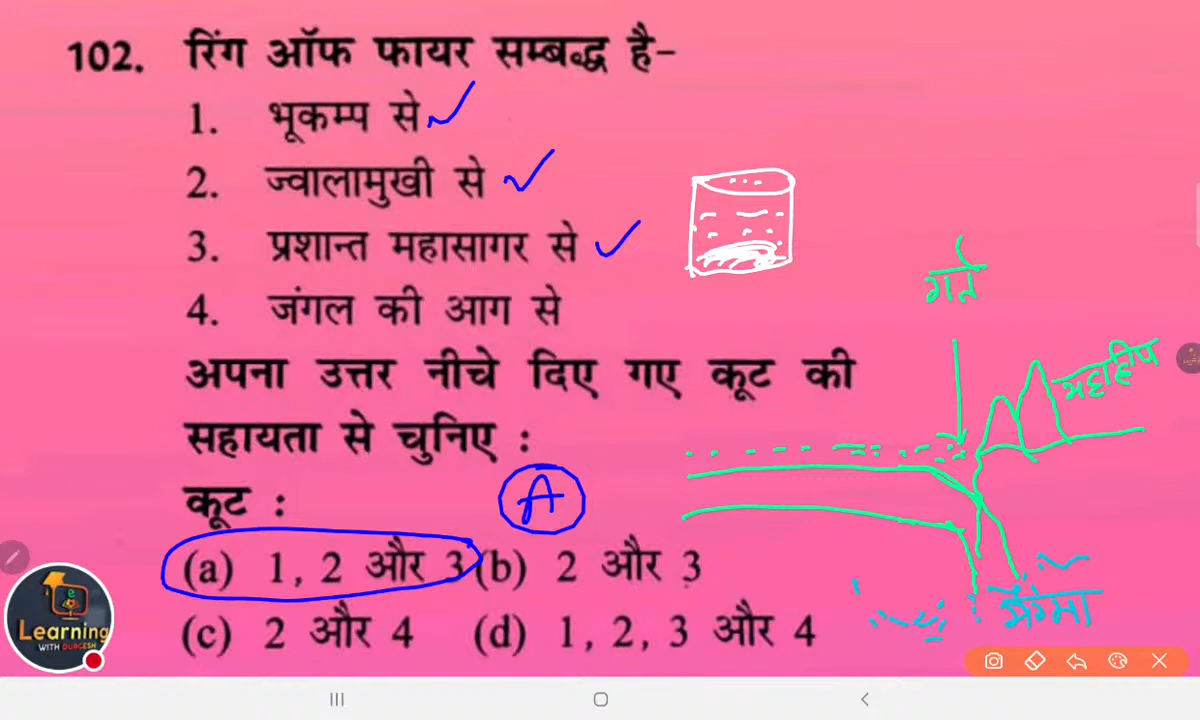 102. रिंग ऑफ फायर सम्बद्ध है-
1. भूकम्प से
2. ज्वालामुखी से
3. प्रशान्त महासागर से
4. जंगल की आग से
गर्त
महाद्वीप
अपना उत्तर नीचे दिए गए कूट की
सहायता से चुनिए :
कूट :
A
(a) 1, 2 और 3 (b) 2 और 3
(c) 2 और 4 (d) 1, 2, 3 और 4
Learning
WITH DURGESH